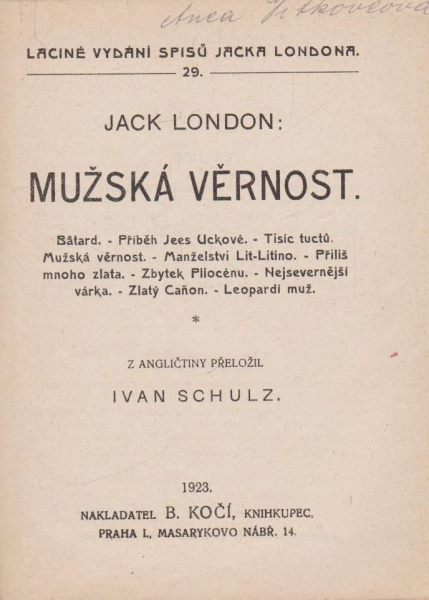 Anča Vítkovcová
LACINÉ VYDÁNÍ SPISŮ JACKA LONDONA.
29.
JACK LONDON:
MUŽSKÁ VĚRNOST.
Bâtard. - Příběh Jees Uckové. - Tisíc tuctů.
Mužská věrnost. - Manželství Lit-Litino. - Příliš
mnoho zlata. - Zbytek Pliocénu. - Nejsevernější
várka. - Zlatý Caňon. - Leopardí muž.
*
Z ANGLIČTINY PŘELOŽIL
IVAN SCHULZ.
1923.
NAKLADATEL B. KOČÍ, KNIHKUPEC,
PRAHA I., MASARYKOVO NÁBŘ. 14.